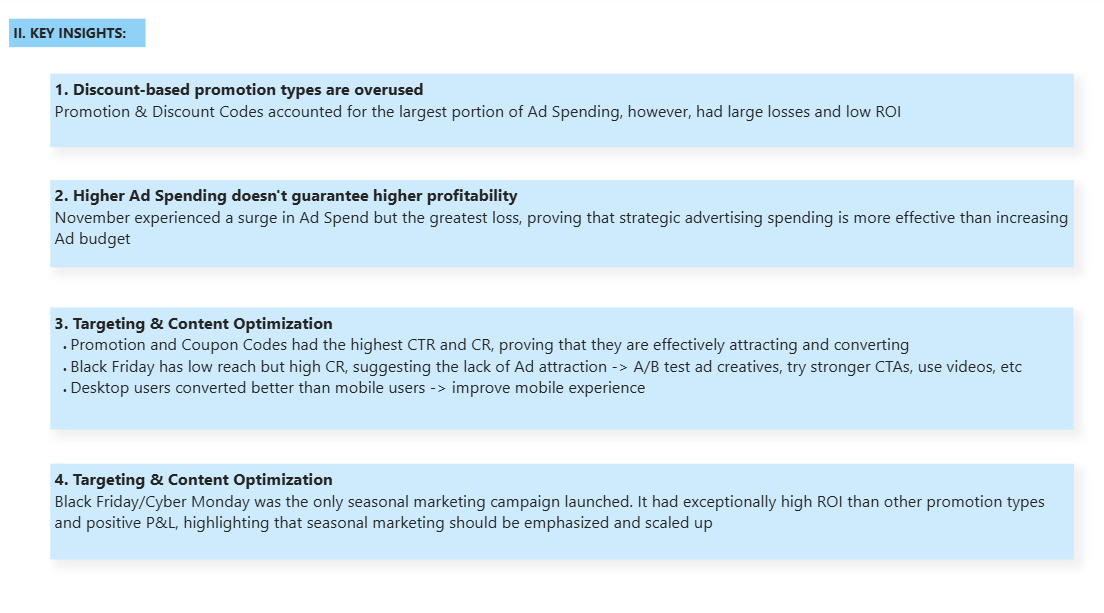 II. KEY INSIGHTS:
1. Discount-based promotion types are overused
Promotion & Discount Codes accounted for the largest portion of Ad Spending, however, had large losses and low ROI
2. Higher Ad Spending doesn't guarantee higher profitability
November experienced a surge in Ad Spend but the greatest loss, proving that strategic advertising spending is more effective than increasing
Ad budget
3. Targeting & Content Optimization
• Promotion and Coupon Codes had the highest CTR and CR, proving that they are effectively attracting and converting
• Black Friday has low reach but high CR, suggesting the lack of Ad attraction -> A/B test ad creatives, try stronger CTAs, use videos, etc
• Desktop users converted better than mobile users -> improve mobile experience
4. Targeting & Content Optimization
Black Friday/Cyber Monday was the only seasonal marketing campaign launched. It had exceptionally high ROI than other promotion types
and positive P&L, highlighting that seasonal marketing should be emphasized and scaled up